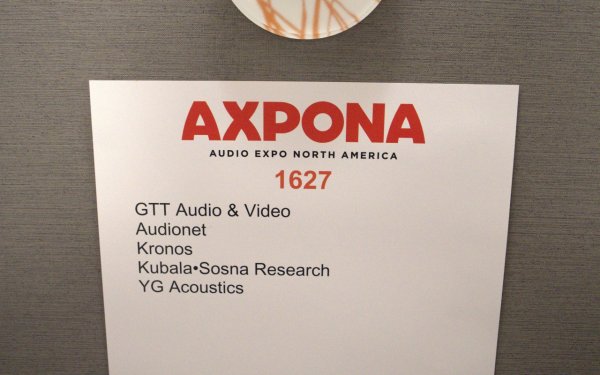 AXPONA
AUDIO EXPO NORTH AMERICA
1627
GTT Audio & Video
Audionet
Kronos
Kubala•Sosna Research
YG Acoustics